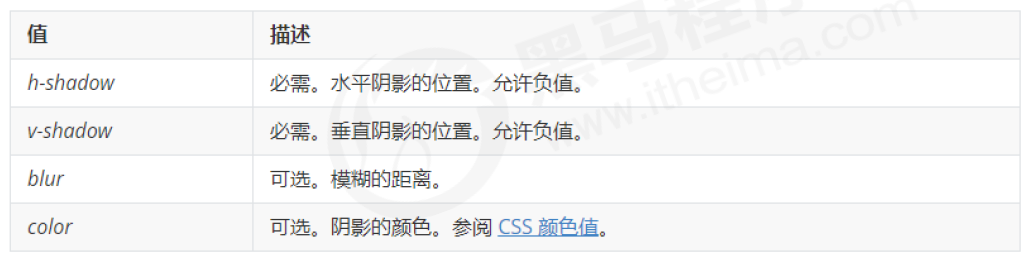 值 描述
h-shadow 必需。水平阴影的位置。允许负值。
v-shadow 必需。垂直阴影的位置。允许负值。
blur 可选。模糊的距离。
color 可选。阴影的颜色。参阅 CSS 颜色值。
黑马程序
www.itheima.com